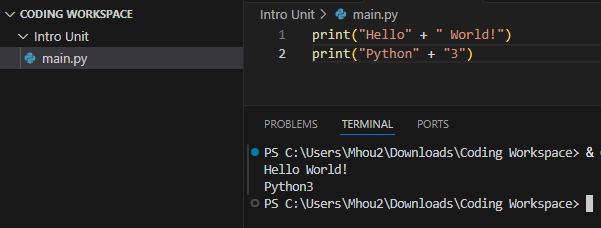 CODING WORKSPACE
Intro Unit
main.py
Intro Unit > main.py
1 print("Hello" + " World!")
2 print("Python" + "3")
PROBLEMS TERMINAL PORTS
PS C:\Users\Mhou2\Downloads\Coding Workspace> &
Hello World!
Python3
PS C:\Users\Mhou2\Downloads\Coding Workspace>